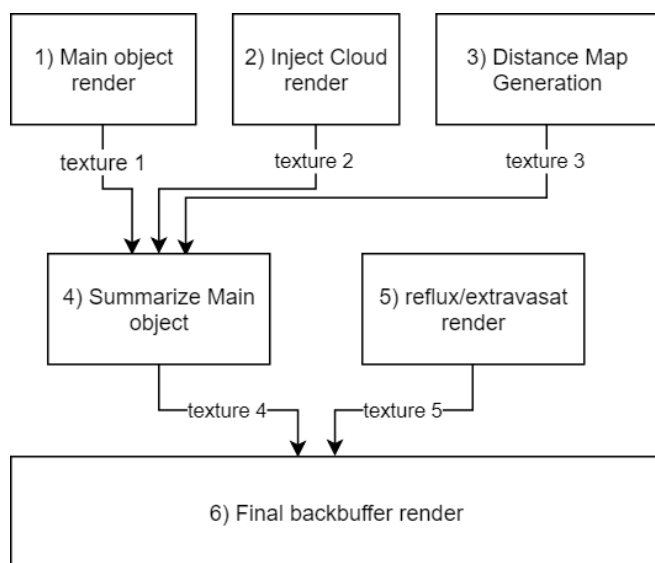 1) Main object
render
2) Inject Cloud
render
3) Distance Map
Generation
texture 1
texture 2
texture 3
4) Summarize Main
object
5) reflux/extravasat
render
texture 4
texture 5
6) Final backbuffer render